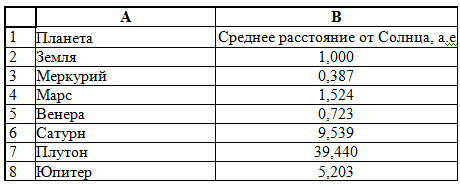 A B
1 Планета Среднее расстояние от Солнца, а.е
2 Земля 1,000
3 Меркурий 0,387
4 Марс 1,524
5 Венера 0,723
6 Сатурн 9,539
7 Плутон 39,440
8 Юпитер 5,203